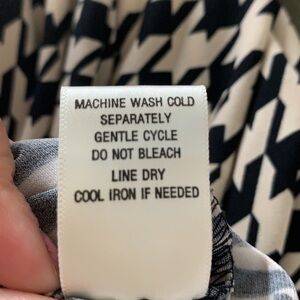 MACHINE WASH COLD
SEPARATELY
GENTLE CYCLE
DO NOT BLEACH
LINE DRY
COOL IRON IF NEEDED